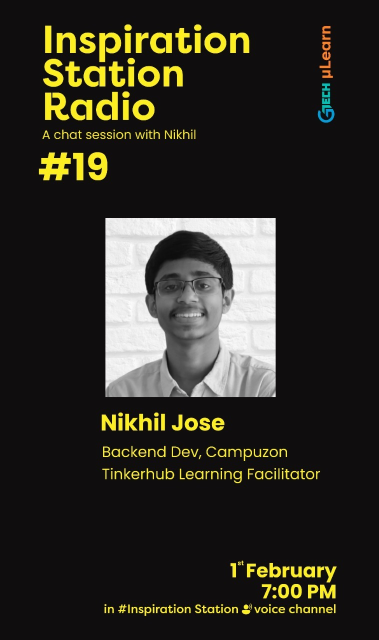 Inspiration
Station
Radio
A chat session with Nikhil
#19
GTECH µLearn
Nikhil Jose
Backend Dev, Campuzon
Tinkerhub Learning Facilitator
1st February
7:00 PM
in #Inspiration Station voice channel